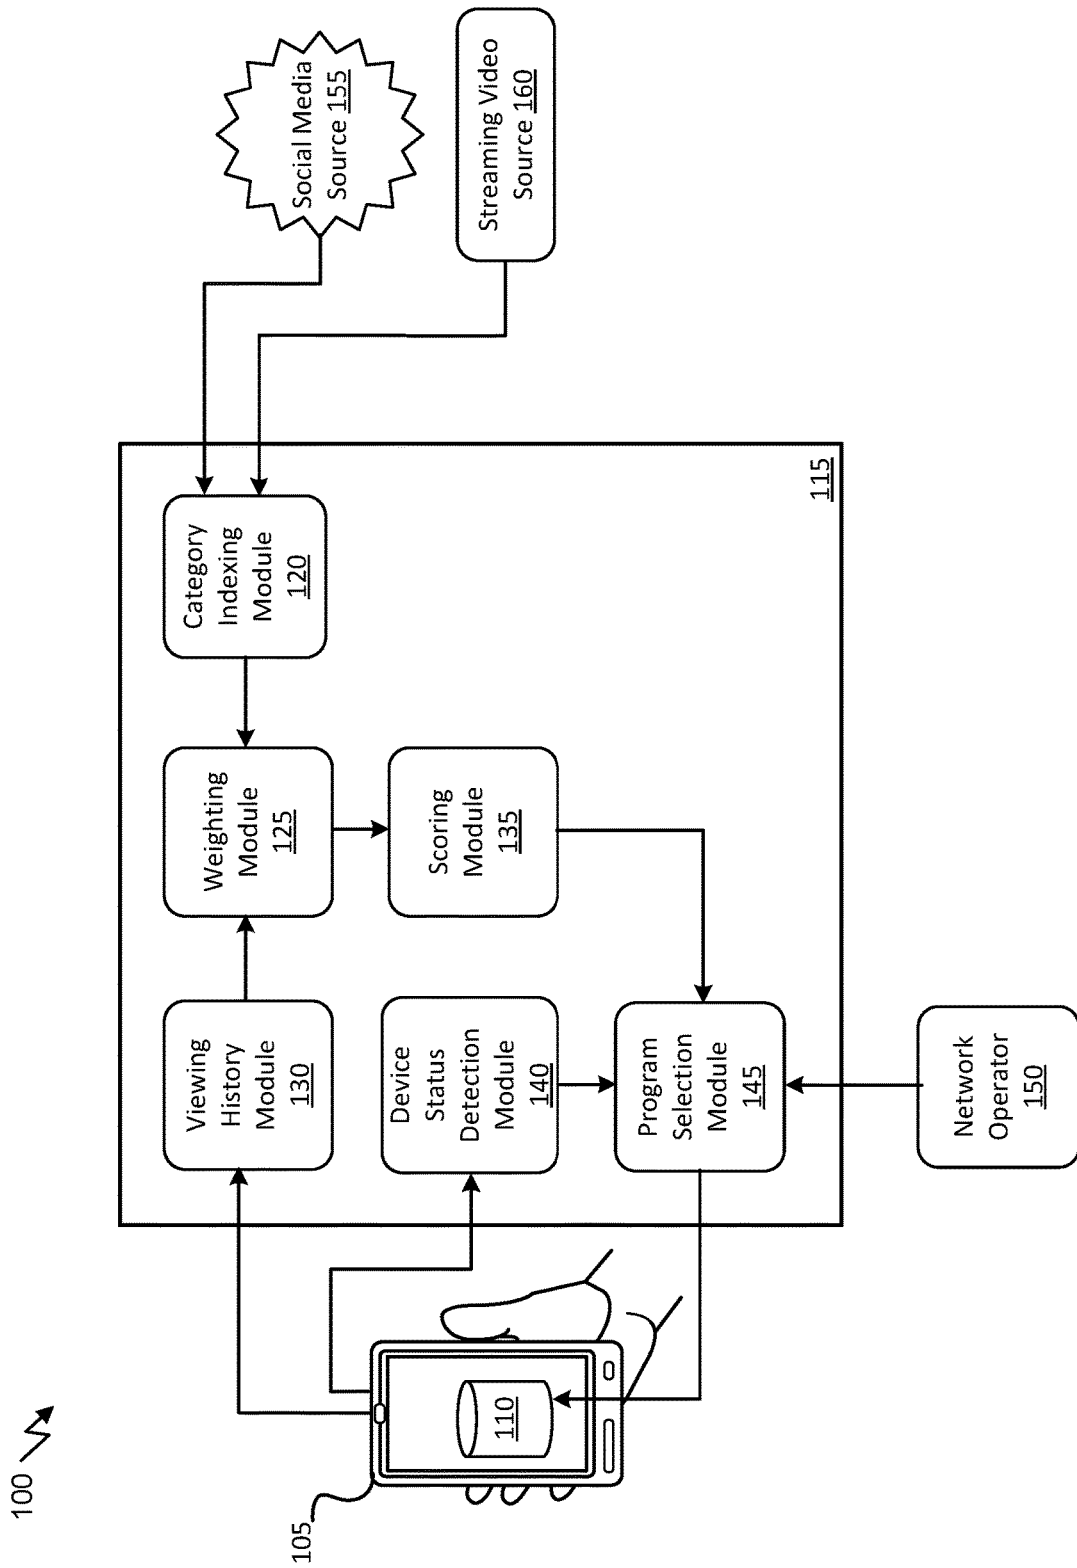 100
105
110
Viewing
History
Module
130
Weighting
Module
125
Category
Indexing
Module
120
Social Media
Source 155
Streaming Video
Source 160
Device
Status
Detection
Module
140
Scoring
Module
135
Program
Selection
Module
145
115
Network
Operator
150